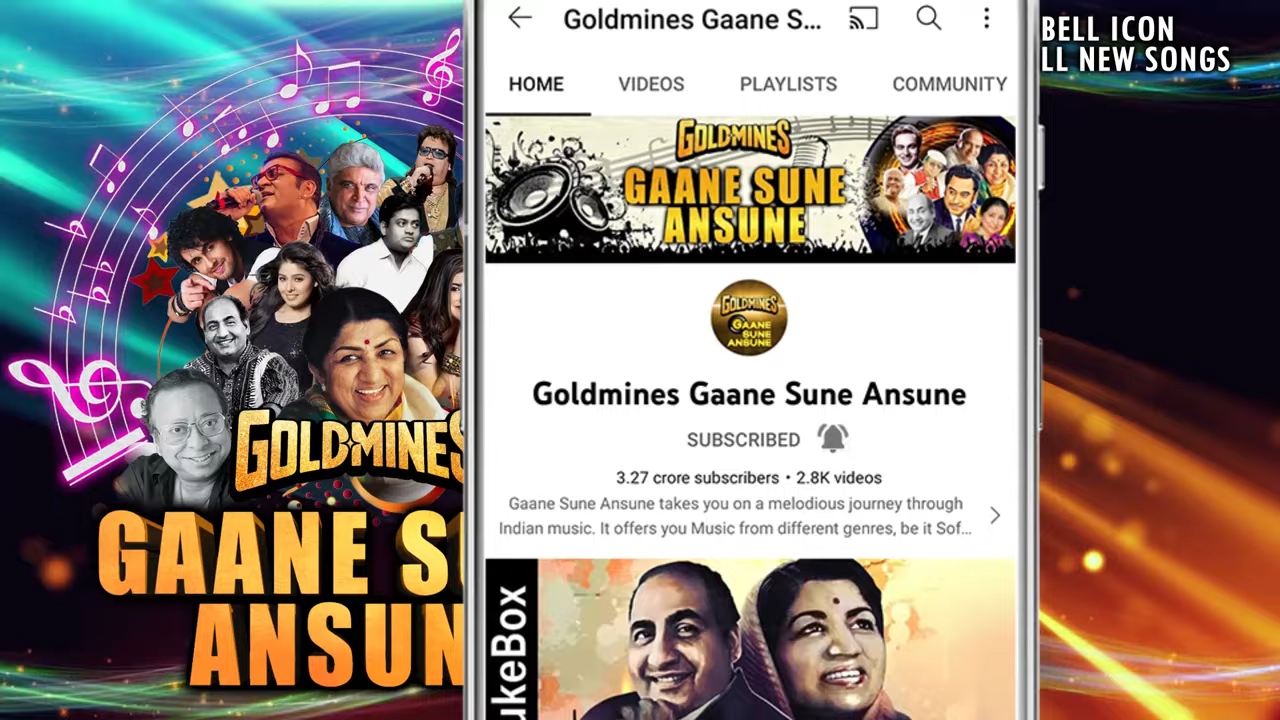 BELL ICON
LL NEW SONGS
Goldmines Gaane S...
HOME VIDEOS PLAYLISTS COMMUNITY
GOLDMINES
GAANE SUNE
ANSUNE
GOLDMINES
GAANE
SUNE
ANSUNE
Goldmines Gaane Sune Ansune
SUBSCRIBED
3.27 crore subscribers • 2.8K videos
Gaane Sune Ansune takes you on a melodious journey through
Indian music. It offers you Music from different genres, be it Sof...
ukeBox
GOLDMINES
GAANE S
ANSUN